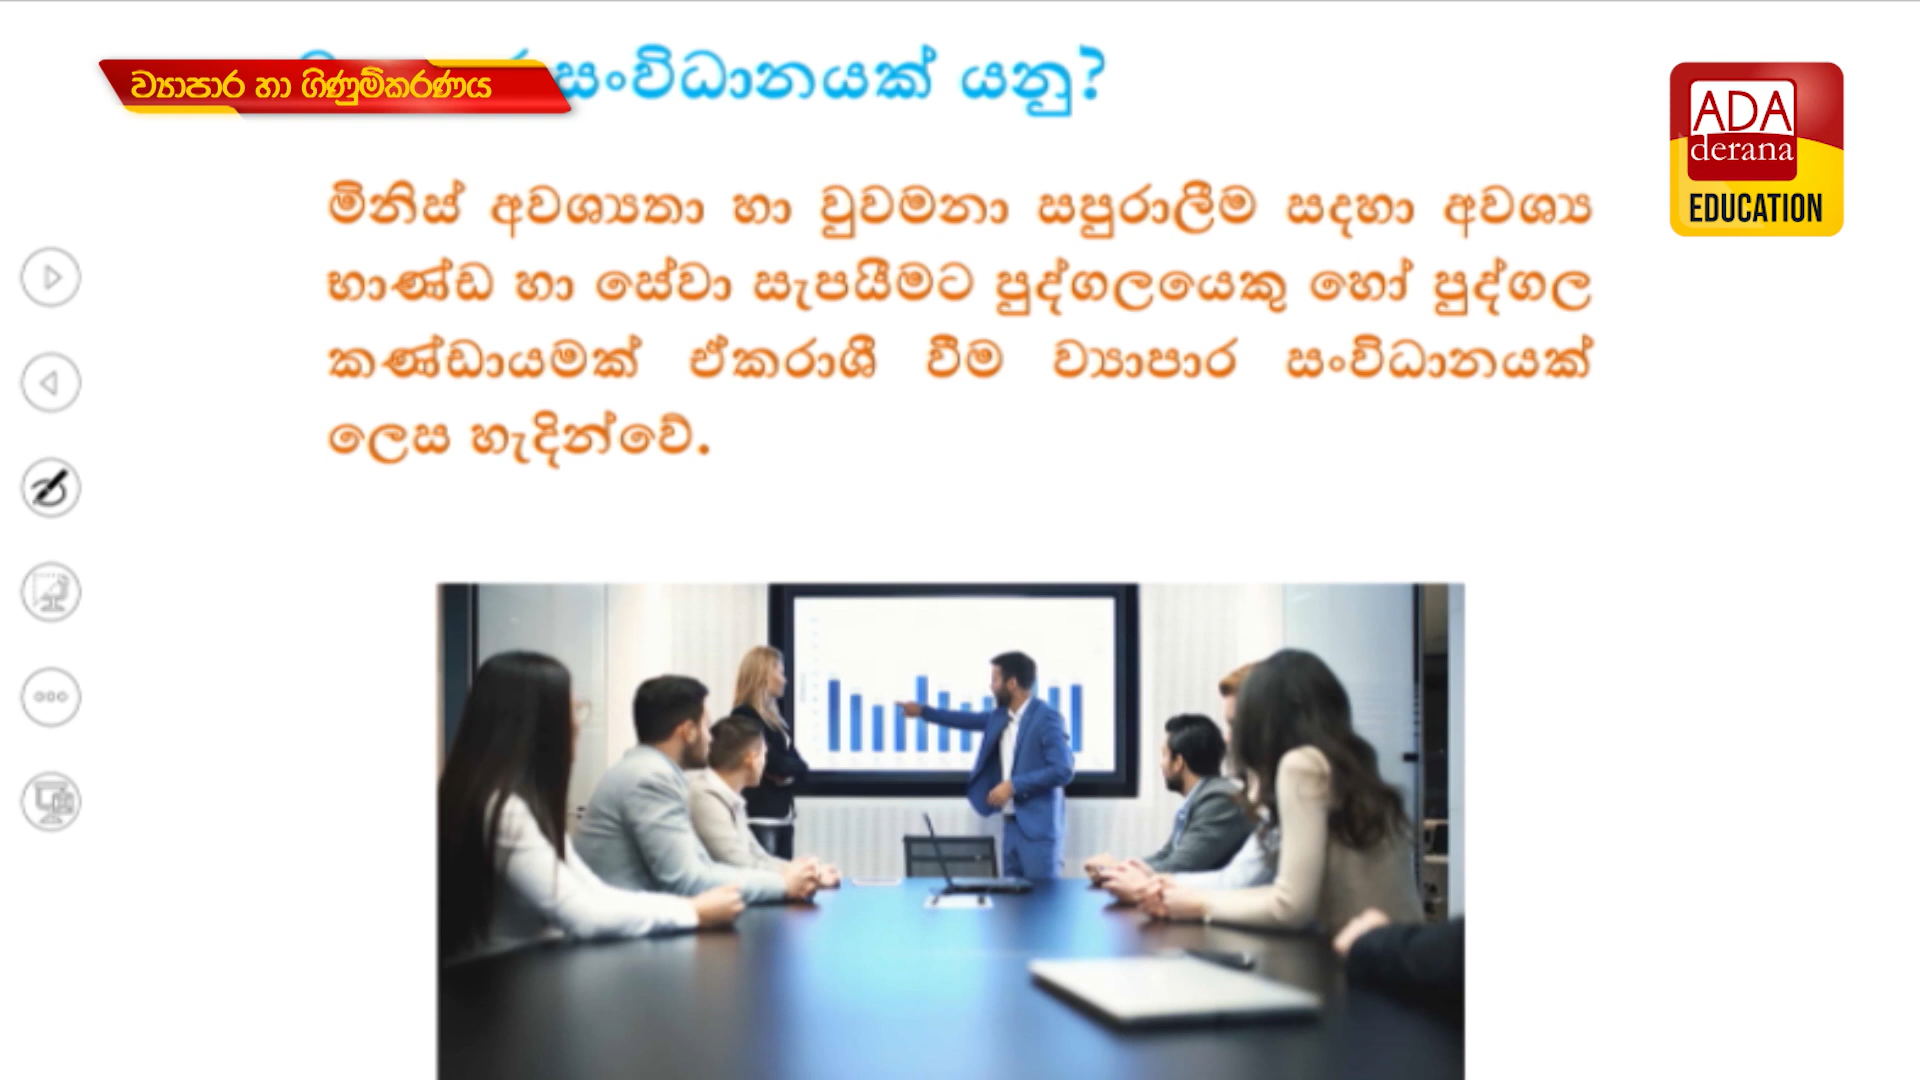 සංවිධානයක් යනු?
ව්‍යාපාර හා ගිණුම්කරණය
ADA
derana
EDUCATION
මිනිස් අවශ්‍යතා හා වුවමනා සපුරාලීම සදහා අවශ්‍ය
භාණ්ඩ හා සේවා සැපයීමට පුද්ගලයෙකු හෝ පුද්ගල
කණ්ඩායමක් ඒකරාශී වීම ව්‍යාපාර සංවිධානයක්
ලෙස හැදින්වේ.